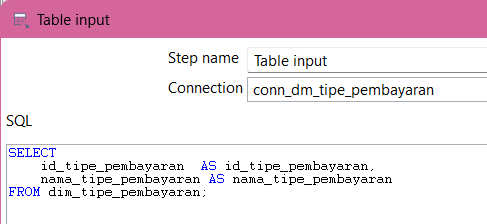 Table input
Step name Table input
Connection conn_dm_tipe_pembayaran
SQL
SELECT
    id_tipe_pembayaran  AS id_tipe_pembayaran,
    nama_tipe_pembayaran AS nama_tipe_pembayaran
FROM dim_tipe_pembayaran;